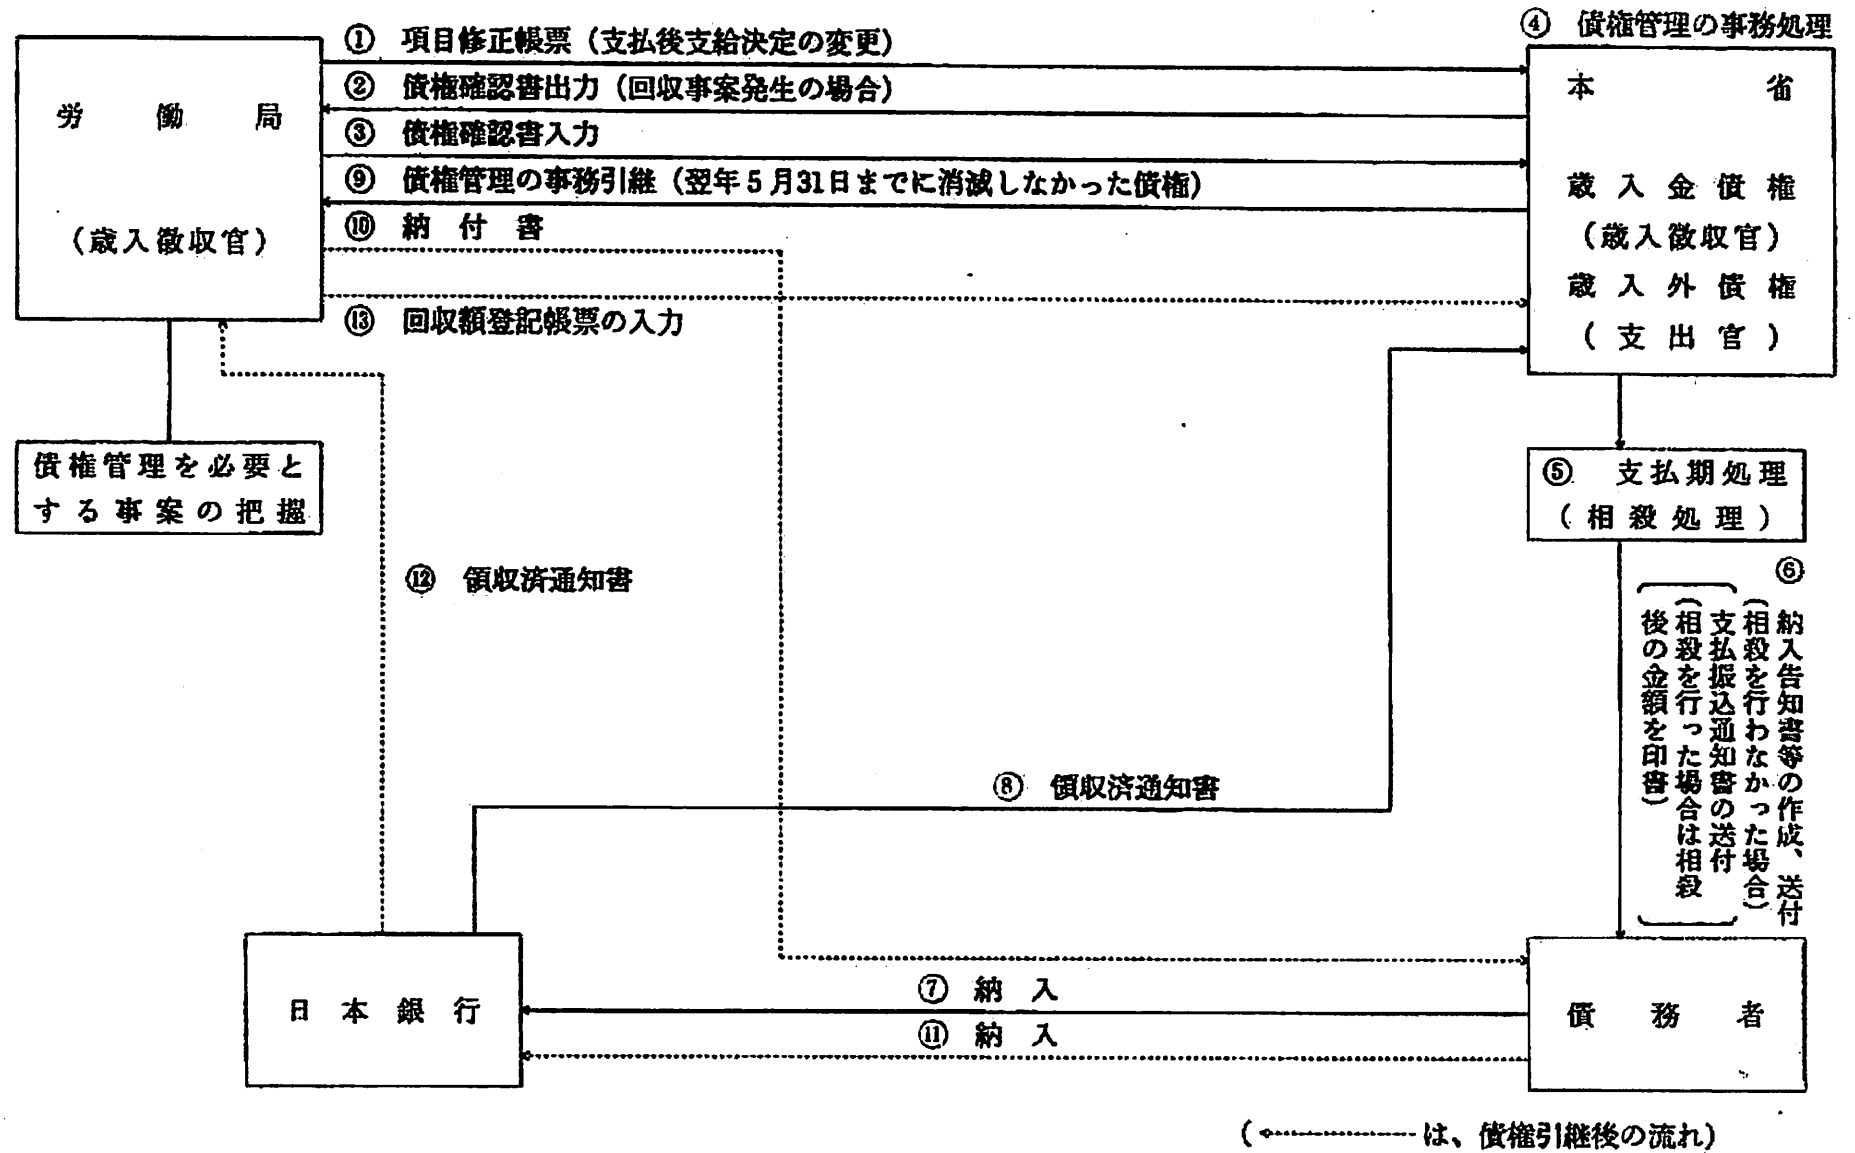 ① 項目修正帳票（支払後支給決定の変更）
② 債権確認書出力（回収事案発生の場合）
③ 債権確認書入力
⑨ 債権管理の事務引継（翌年5月31日までに消滅しなかった債権）
⑩ 納付書
⑬ 回収額登記帳票の入力
労働局
（歳入徴収官）
債権管理を必要と
する事案の把握
④ 債権管理の事務処理
本省
歳入金債権
（歳入徴収官）
歳入外債権
（支出官）
⑤ 支払期処理
（相殺処理）
⑥ 納入告知書等の作成、送付
（相殺を行わなかった場合）
支払振込通知書の送付
（相殺を行った場合は相殺
後の金額を印書）
⑫ 領収済通知書
⑧ 領収済通知書
日本銀行
⑦ 納入
⑪ 納入
債務者
（ は、債権引継後の流れ）